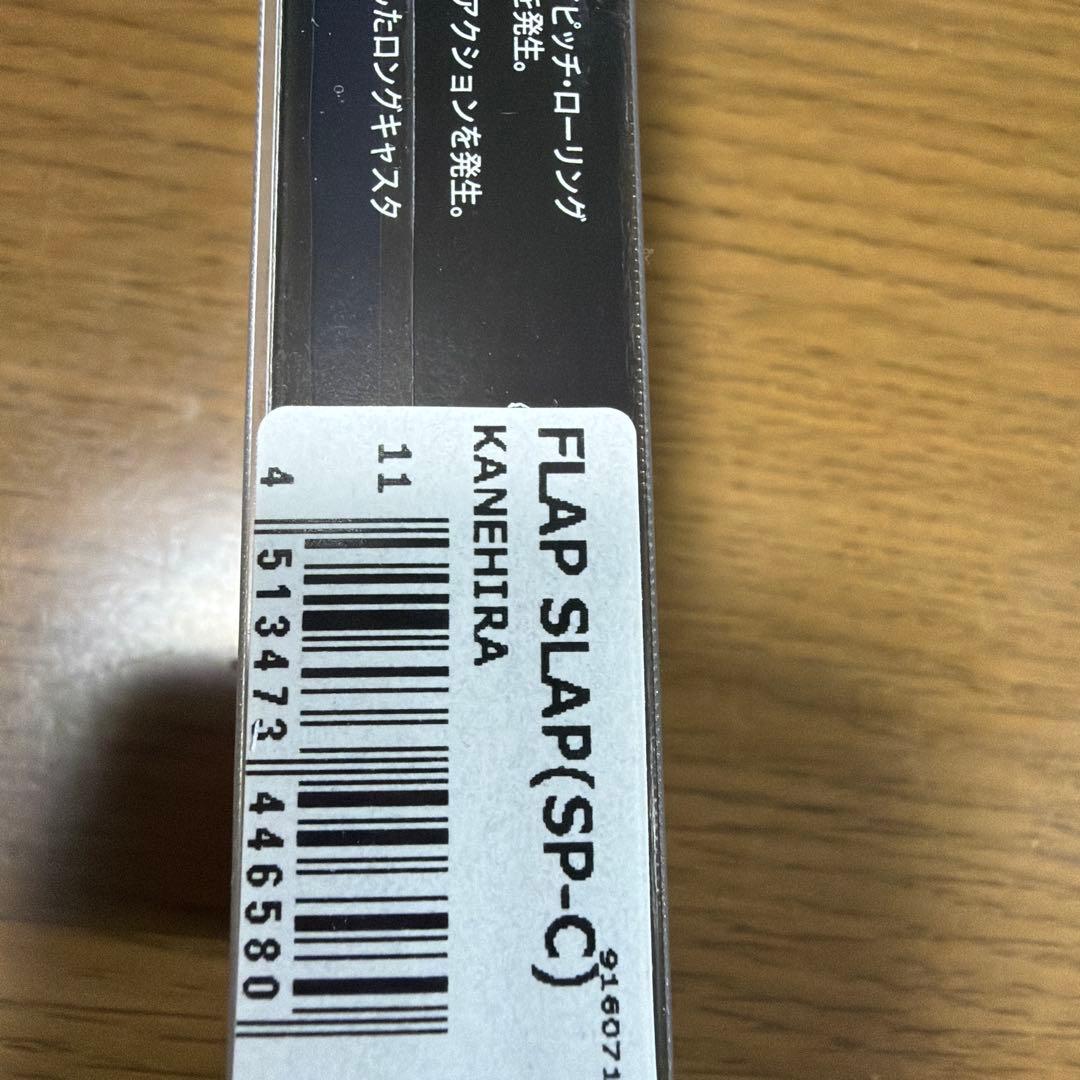 ピッチ・ローリング
を発生。
アクションを発生。
たロングキャスタ
FLAP SLAP(SP-C)
916071
KANEHIRA
11
4 513473 446580